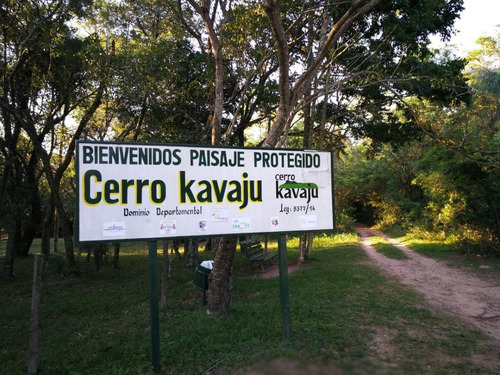 BIENVENIDOS PAISAJE PROTEGIDO
Cerro kavaju
cerro
kavaju
Dominio Departamental
Ley: 5377/14